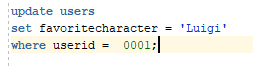 update users
set favoritecharacter = 'Luigi'
where userid =  0001;